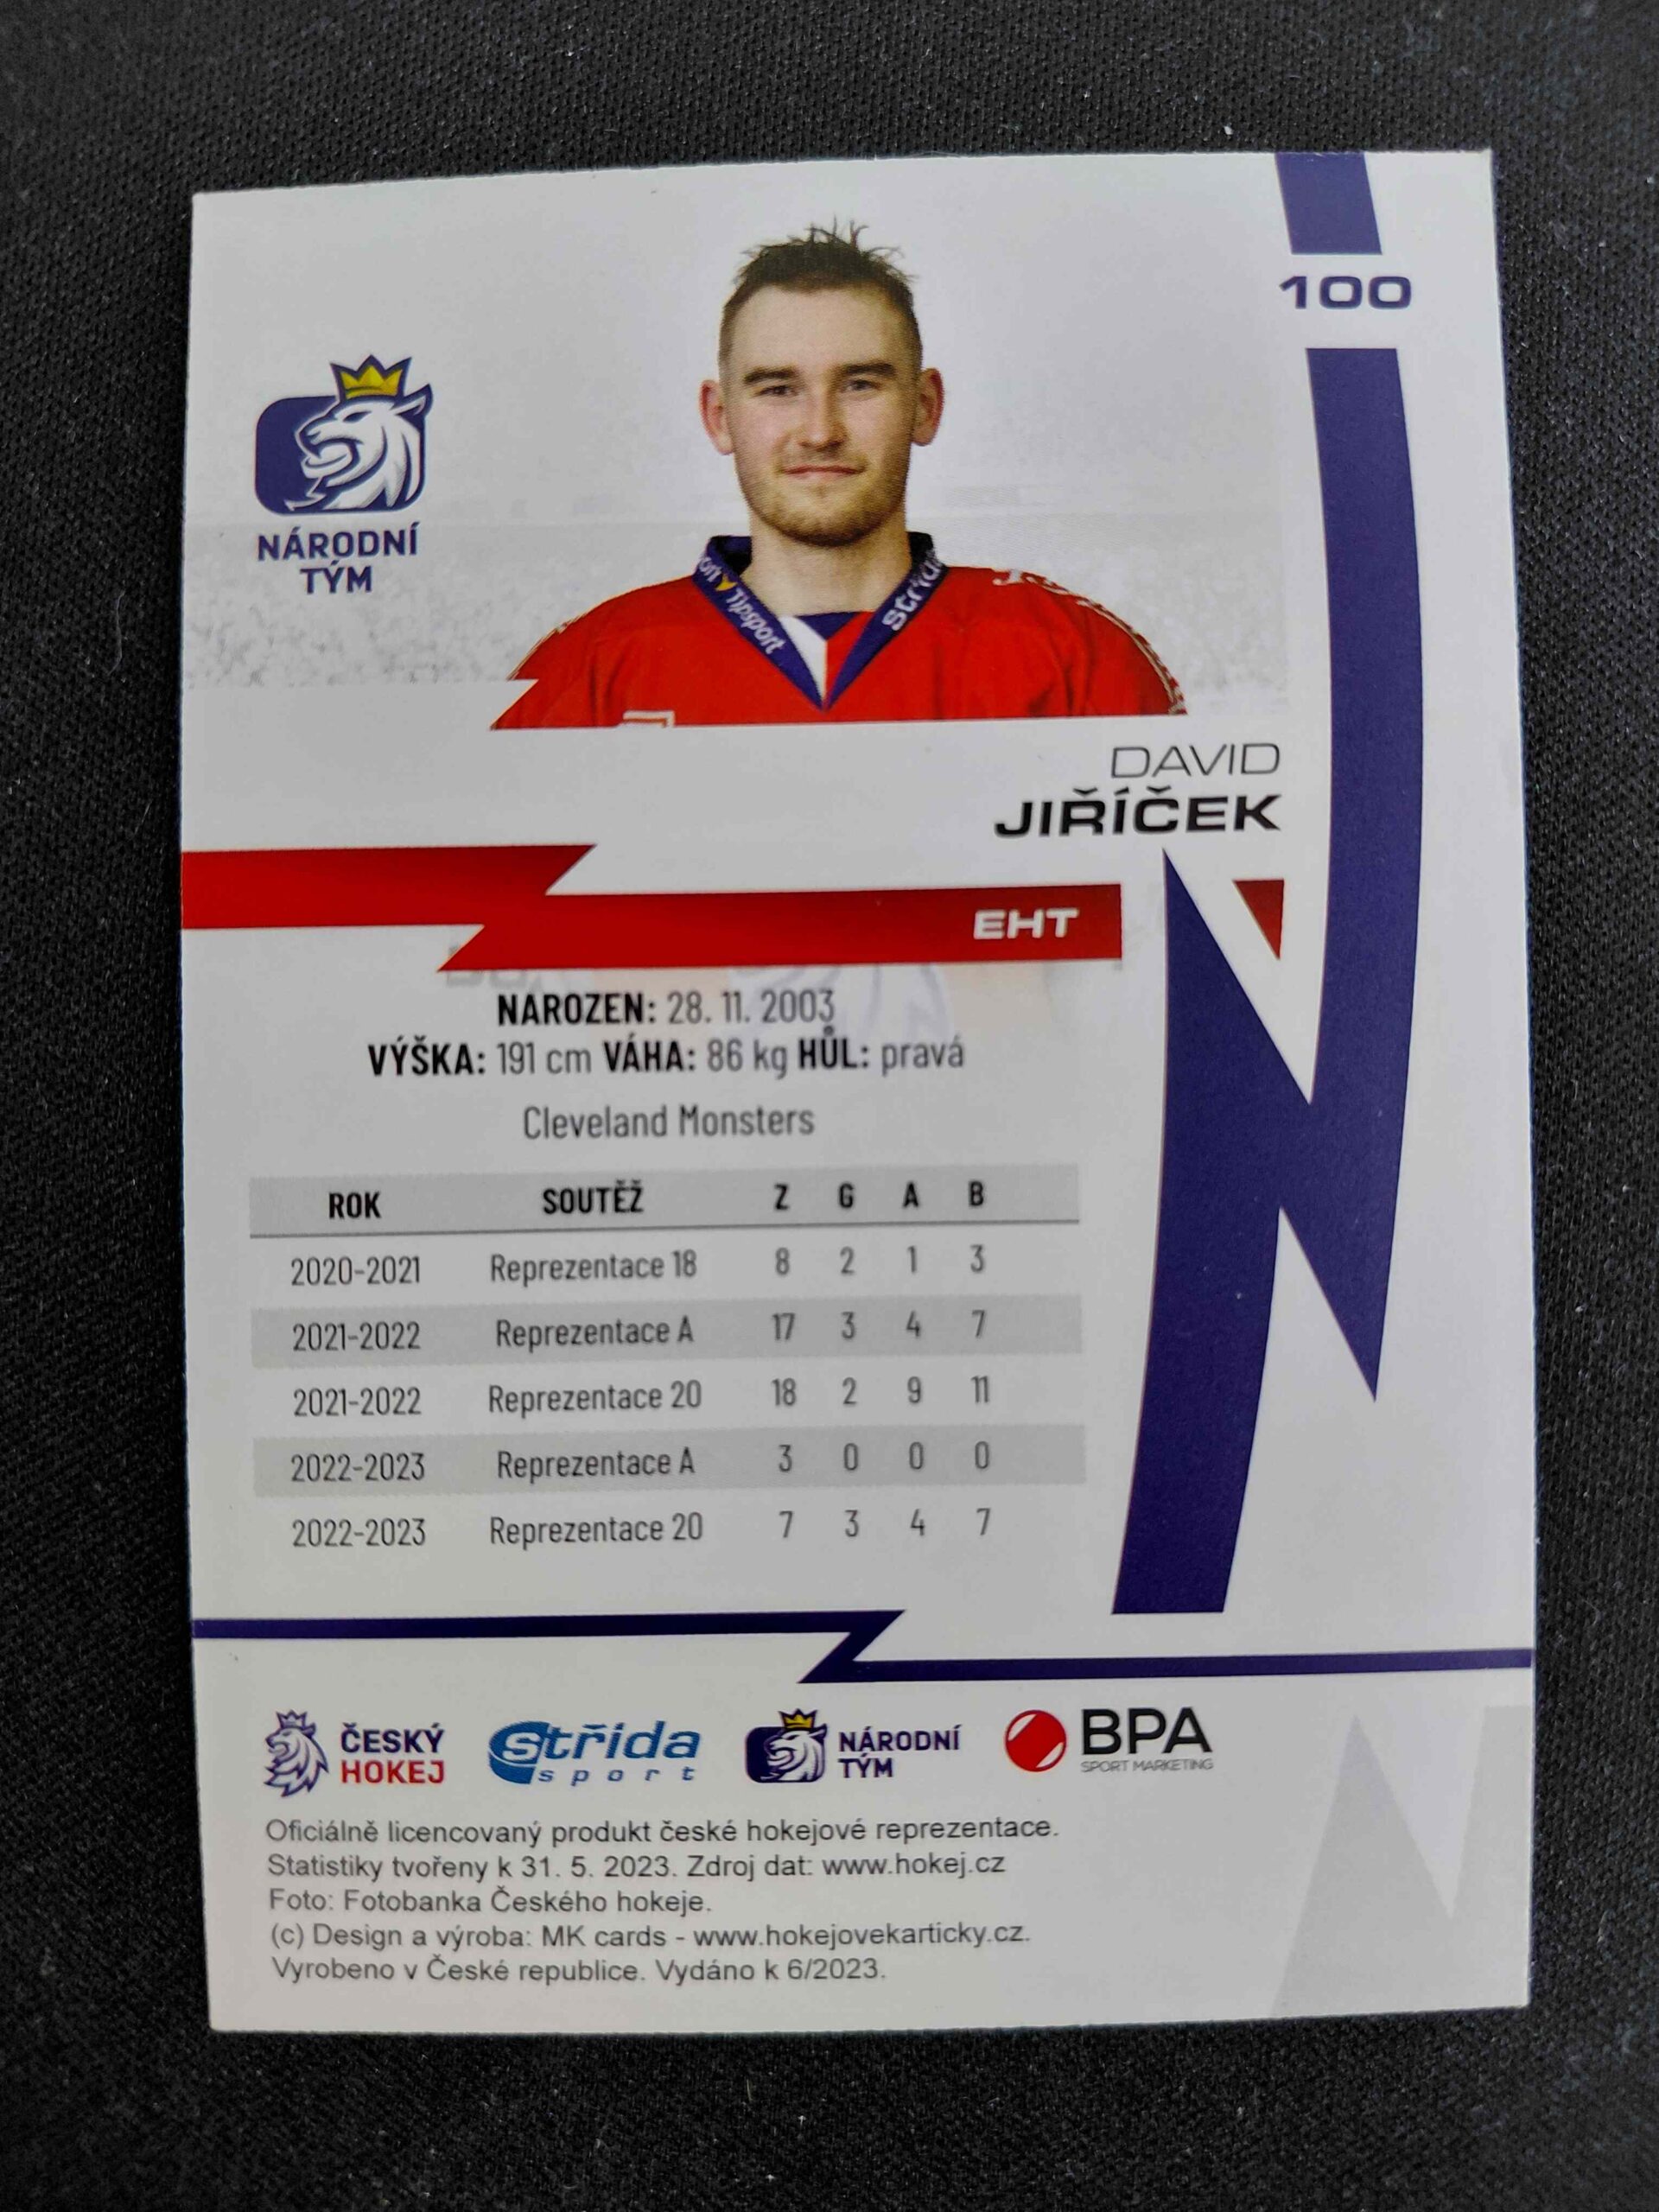 100
NÁRODNÍ
TÝM
Tipsport
DAVID
JIŘÍČEK
EHT
NAROZEN: 28. 11. 2003
VÝŠKA: 191 cm VÁHA: 86 kg HŮL: pravá
Cleveland Monsters
ROK SOUTĚŽ Z G A B
2020-2021 Reprezentace 18 8 2 1 3
2021-2022 Reprezentace A 17 3 4 7
2021-2022 Reprezentace 20 18 2 9 11
2022-2023 Reprezentace A 3 0 0 0
2022-2023 Reprezentace 20 7 3 4 7
ČESKÝ
HOKEJ
střída
sport
NÁRODNÍ
TÝM
BPA
SPORT MARKETING
Oficiálně licencovaný produkt české hokejové reprezentace.
Statistiky tvořeny k 31. 5. 2023. Zdroj dat: www.hokej.cz
Foto: Fotobanka Českého hokeje.
(c) Design a výroba: MK cards - www.hokejovekarticky.cz.
Vyrobeno v České republice. Vydáno k 6/2023.